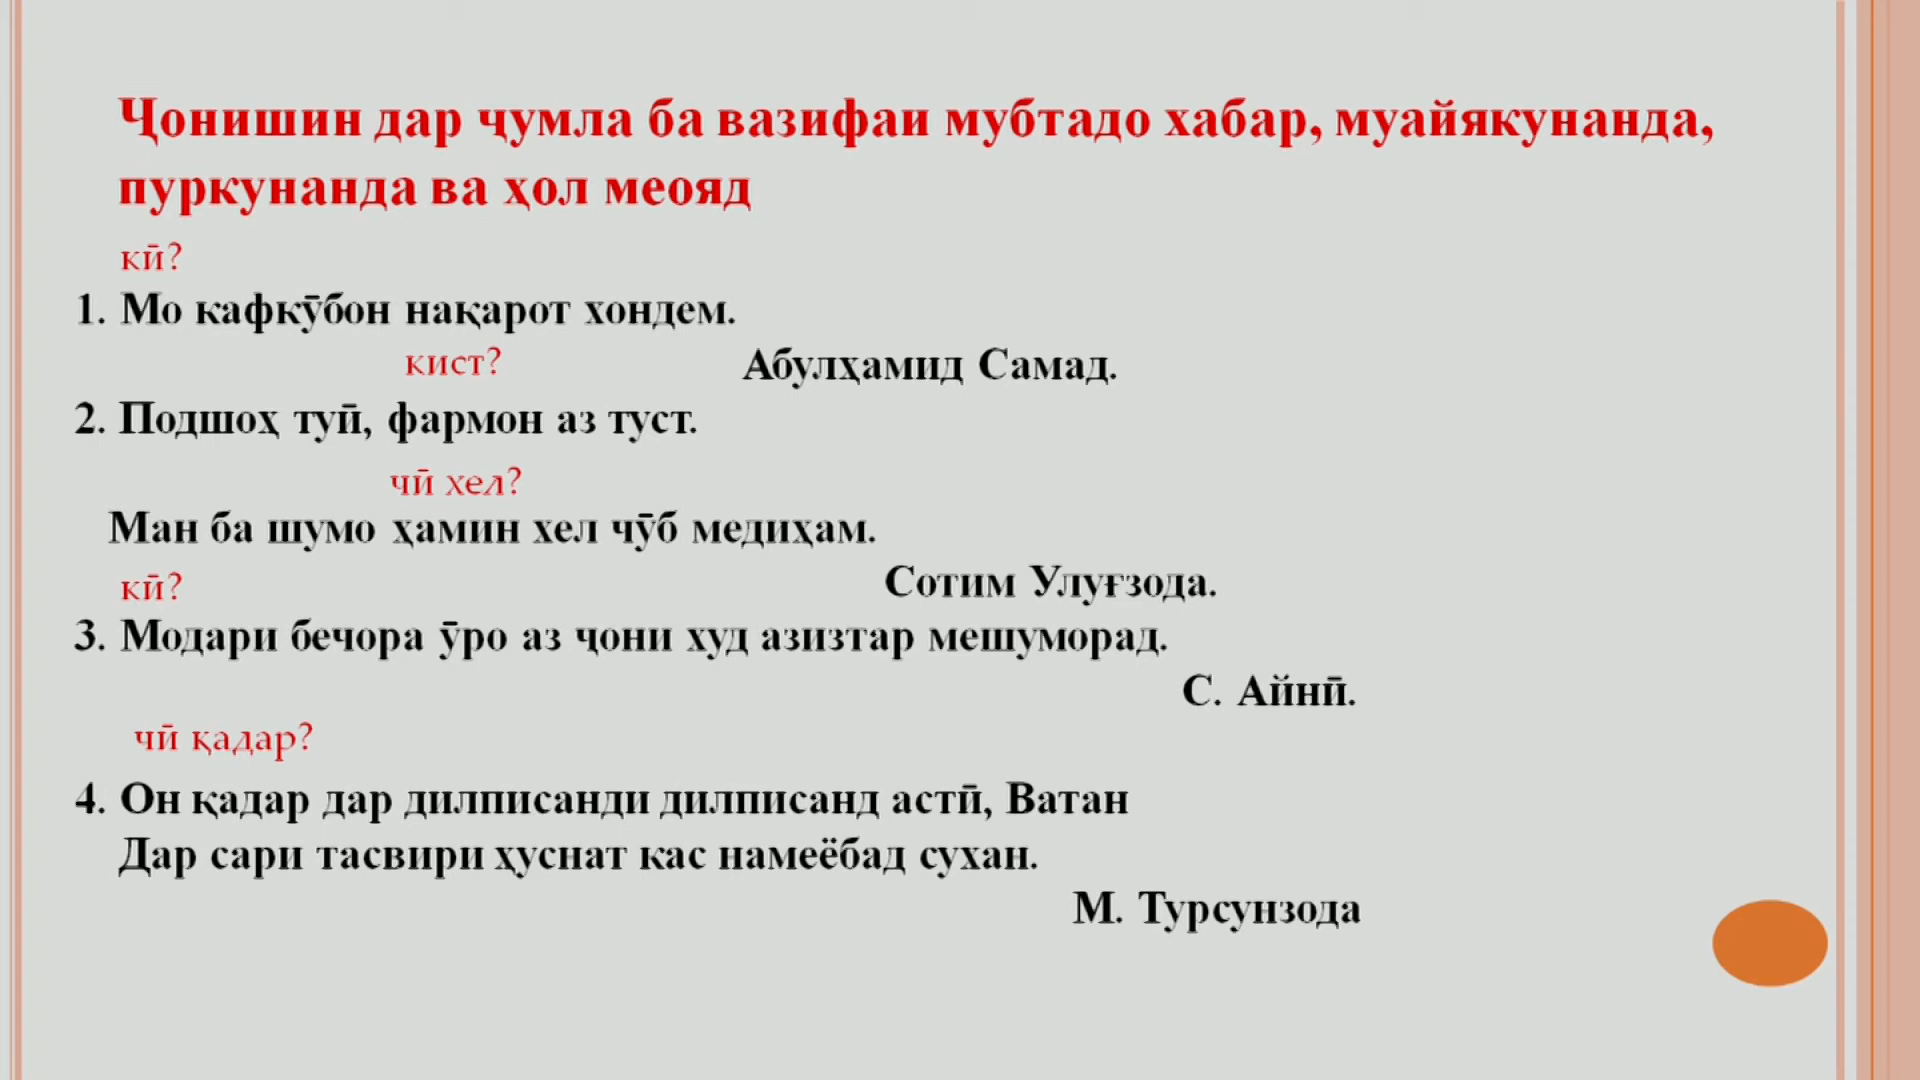 Ҷонишин дар ҷумла ба вазифаи мубтадо хабар, муайякунанда,
пуркунанда ва ҳол меояд
кӣ?
1. Мо кафкӯбон нақарот хондем.
кист?
Абулҳамид Самад.
2. Подшоҳ туӣ, фармон аз туст.
чӣ хел?
Ман ба шумо ҳамин хел чӯб медиҳам.
Сотим Улуғзода.
кӣ?
3. Модари бечора ӯро аз ҷони худ азизтар мешуморад.
С. Айнӣ.
чӣ қадар?
4. Он қадар дар дилписанди дилписанд астӣ, Ватан
Дар сари тасвири ҳуснат кас намеёбад сухан.
М. Турсунзода